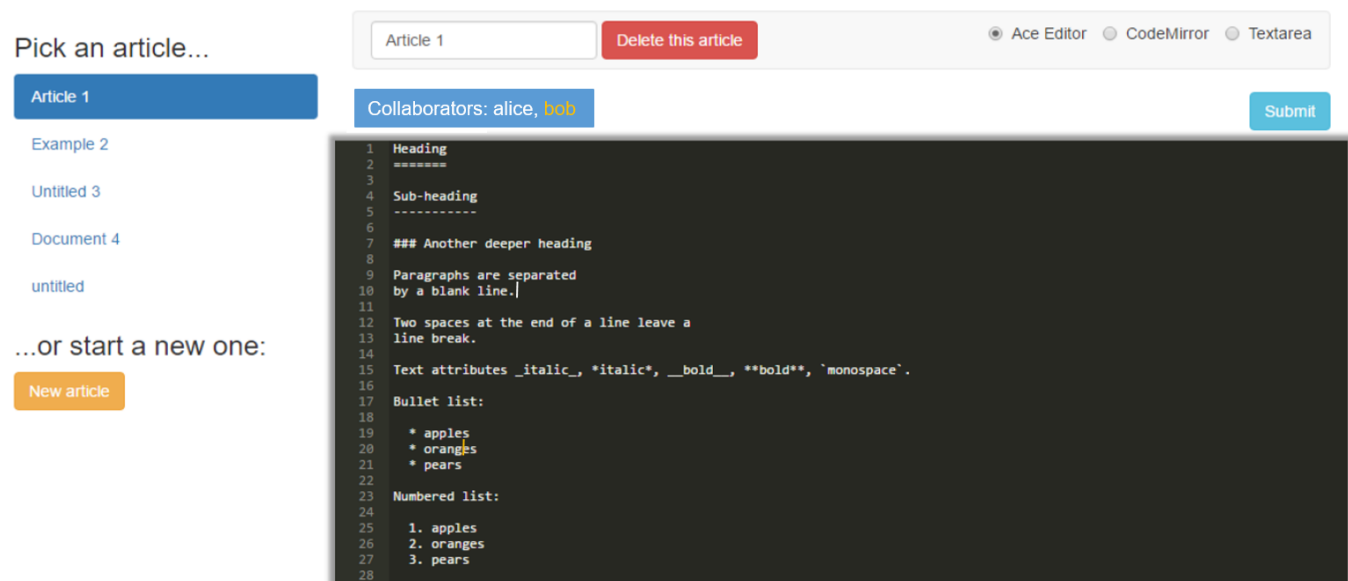 Pick an article...
Article 1
Example 2
Untitled 3
Document 4
untitled
...or start a new one:
New article
Article 1 Delete this article Ace Editor CodeMirror Textarea
Collaborators: alice, bob
Submit
1 Heading
2 =======
3
4 Sub-heading
5 -----------
6
7 ### Another deeper heading
8
9 Paragraphs are separated
10 by a blank line.
11
12 Two spaces at the end of a line leave a
13 line break.
14
15 Text attributes _italic_, *italic*, __bold__, **bold**, `monospace`.
16
17 Bullet list:
18
19 * apples
20 * oranges
21 * pears
22
23 Numbered list:
24
25 1. apples
26 2. oranges
27 3. pears
28